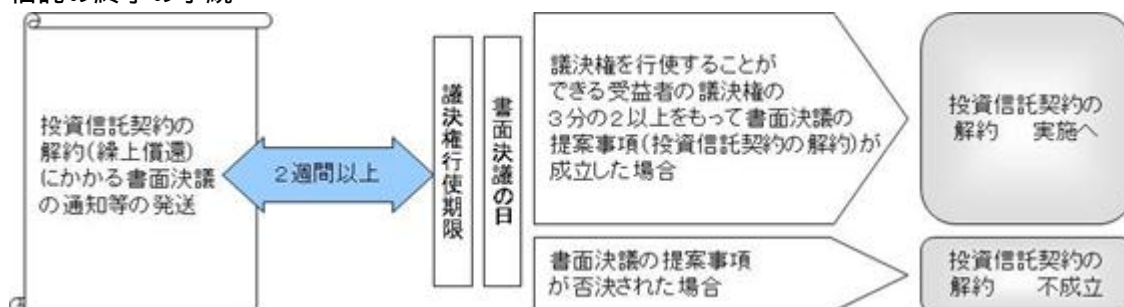 投資信託契約の
解約(繰上償還)
にかかる書面決議
の通知等の発送
2週間以上
議決権行使期限
書面決議の日
議決権を行使することが
できる受益者の議決権の
3分の2以上をもって書面決議の
提案事項(投資信託契約の解約)が
成立した場合
投資信託契約の
解約 実施へ
書面決議の提案事項
が否決された場合
投資信託契約の
解約 不成立